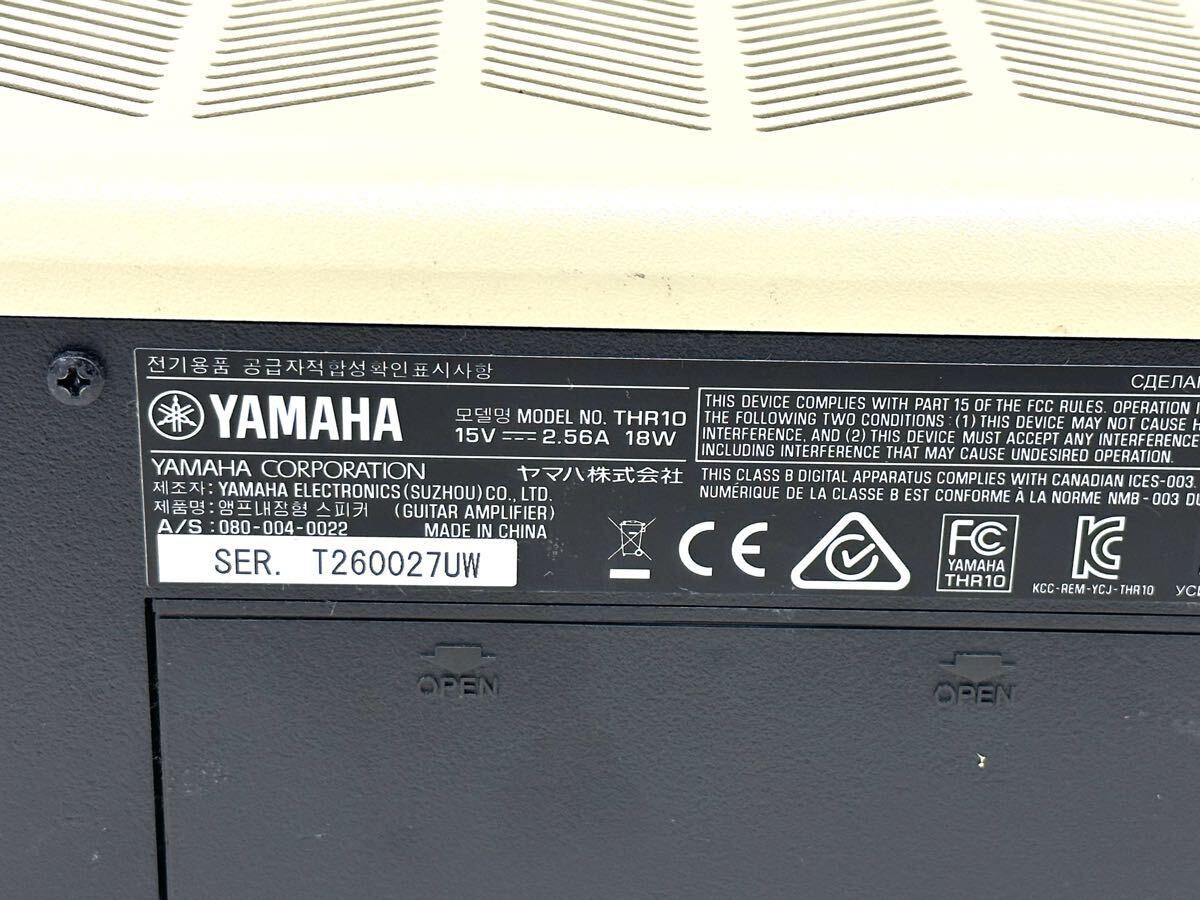 전기용품 공급자적합성확인표시사항
YAMAHA 모델명 MODEL NO. THR10
15V 2.56A 18W
YAMAHA CORPORATION ヤマハ株式会社
제조자: YAMAHA ELECTRONICS (SUZHOU) CO., LTD.
제품명: 앰프내장형 스피커 (GUITAR AMPLIFIER)
A/S : 080-004-0022 MADE IN CHINA
SER. T260027UW
THIS DEVICE COMPLIES WITH PART 15 OF THE FCC RULES. OPERATION
THE FOLLOWING TWO CONDITIONS : (1) THIS DEVICE MAY NOT CAUSE
INTERFERENCE, AND (2) THIS DEVICE MUST ACCEPT ANY INTERFERENCE
INCLUDING INTERFERENCE THAT MAY CAUSE UNDESIRED OPERATION.
THIS CLASS B DIGITAL APPARATUS COMPLIES WITH CANADIAN ICES-003.
NUMÉRIQUE DE LA CLASSE B EST CONFORME À LA NORME NMB-003 DU
CE
FC
YAMAHA
THR10
KC
KCC-REM-YCJ-THR10
OPEN
OPEN